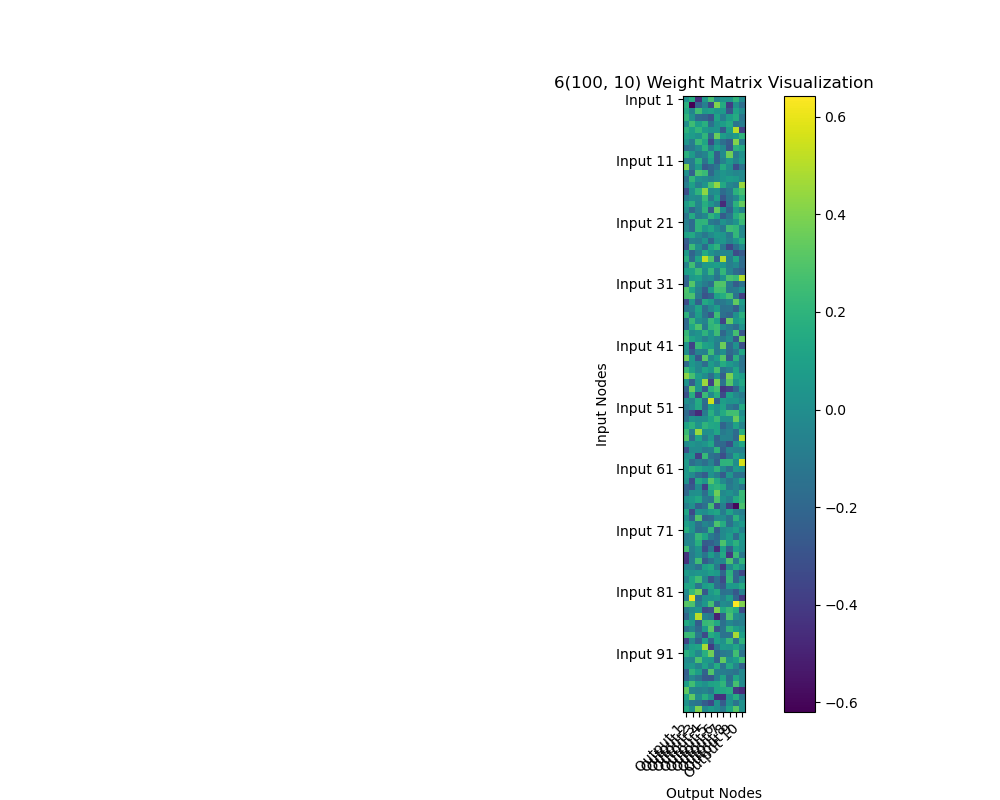 6(100, 10) Weight Matrix Visualization
Input 1
Input 11
Input 21
Input 31
Input 41
Input 51
Input 61
Input 71
Input 81
Input 91
Input Nodes
Output 1
Output 10
Output Nodes
0.6
0.4
0.2
0.0
−0.2
−0.4
−0.6